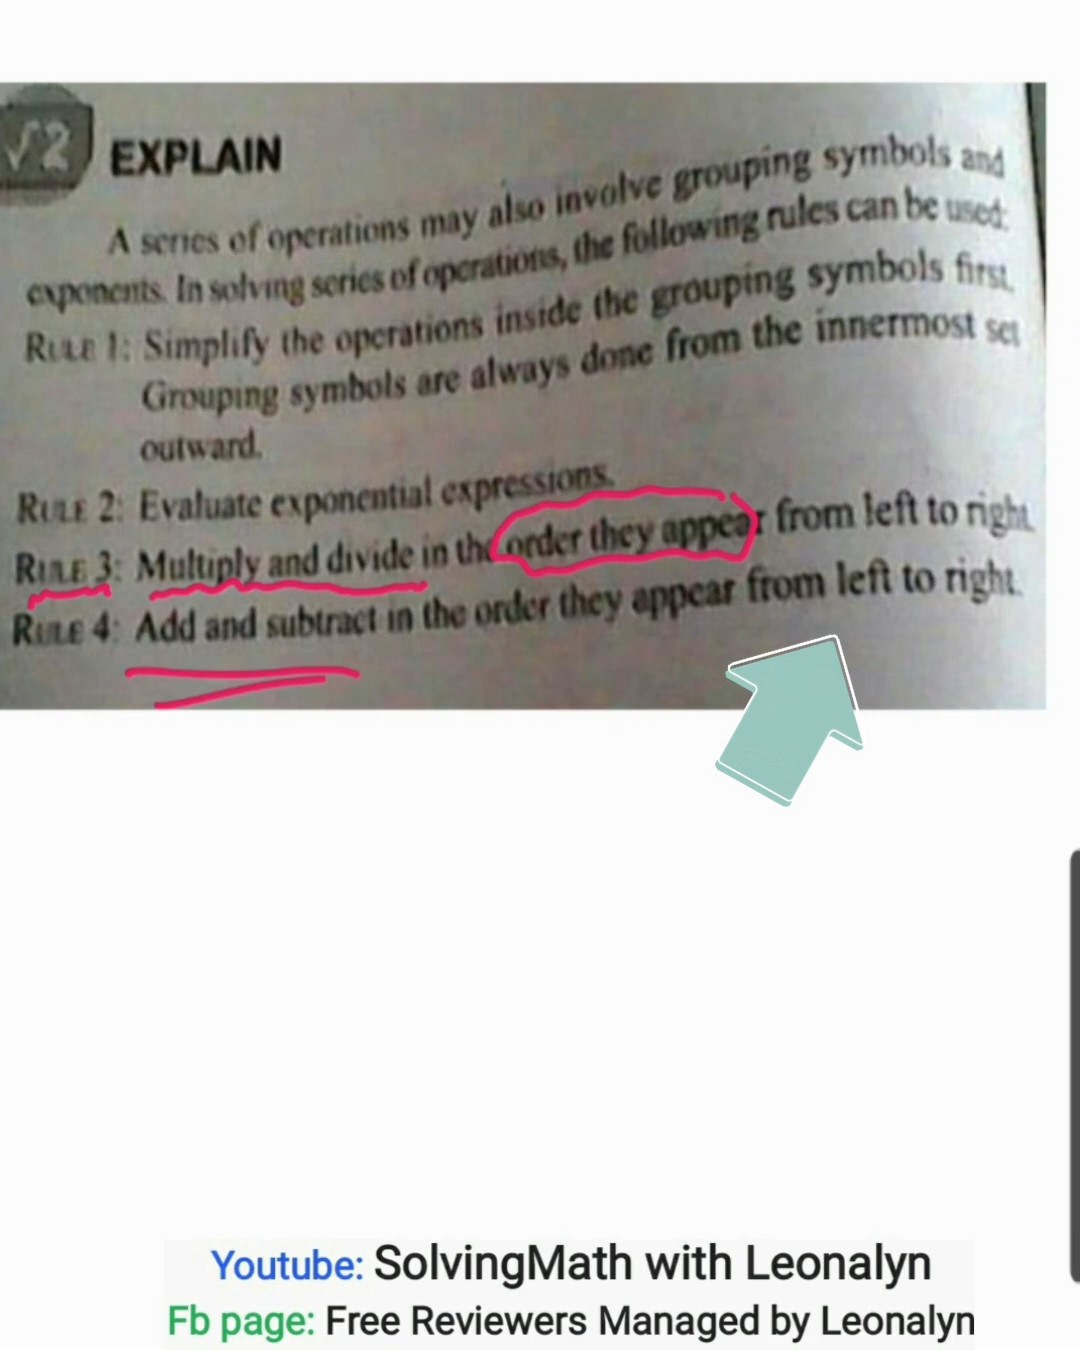 √2 EXPLAIN
A series of operations may also involve grouping symbols and
exponents. In solving series of operations, the following rules can be used:
RULE 1: Simplify the operations inside the grouping symbols first.
Grouping symbols are always done from the innermost set
outward.
RULE 2: Evaluate exponential expressions.
RULE 3: Multiply and divide in the order they appear from left to right.
RULE 4: Add and subtract in the order they appear from left to right.
Youtube: SolvingMath with Leonalyn
Fb page: Free Reviewers Managed by Leonalyn